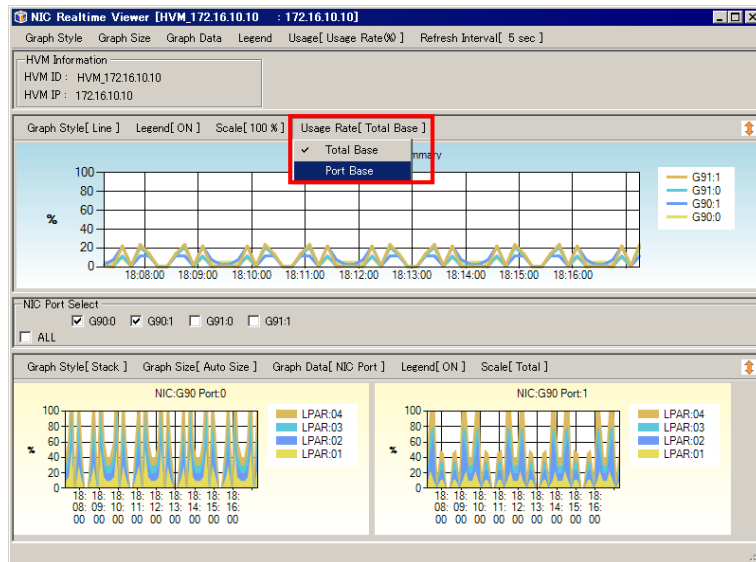 NIC Realtime Viewer [HVM_172.16.10.10 : 172.16.10.10]
Graph Style Graph Size Graph Data Legend Usage[ Usage Rate(%) ] Refresh Interval[ 5 sec ]
HVM Information
HVM ID : HVM_172.16.10.10
HVM IP : 172.16.10.10
Graph Style[ Line ] Legend[ ON ] Scale[ 100 % ] Usage Rate[ Total Base ]
Total Base
Port Base
100
80
60
40
20
0
%
18:08:00 18:09:00 18:10:00 18:11:00 18:12:00 18:13:00 18:14:00 18:15:00 18:16:00
G91:1
G91:0
G90:1
G90:0
NIC Port Select
G90:0 G90:1 G91:0 G91:1
ALL
Graph Style[ Stack ] Graph Size[ Auto Size ] Graph Data[ NIC Port ] Legend[ ON ] Scale[ Total ]
NIC:G90 Port:0
100
80
60
40
20
0
%
18: 18: 18: 18: 18: 18: 18: 18: 18:
08: 09: 10: 11: 12: 13: 14: 15: 16:
00 00 00 00 00 00 00 00 00
LPAR:04
LPAR:03
LPAR:02
LPAR:01
NIC:G90 Port:1
100
80
60
40
20
0
%
18: 18: 18: 18: 18: 18: 18: 18: 18:
08: 09: 10: 11: 12: 13: 14: 15: 16:
00 00 00 00 00 00 00 00 00
LPAR:04
LPAR:03
LPAR:02
LPAR:01